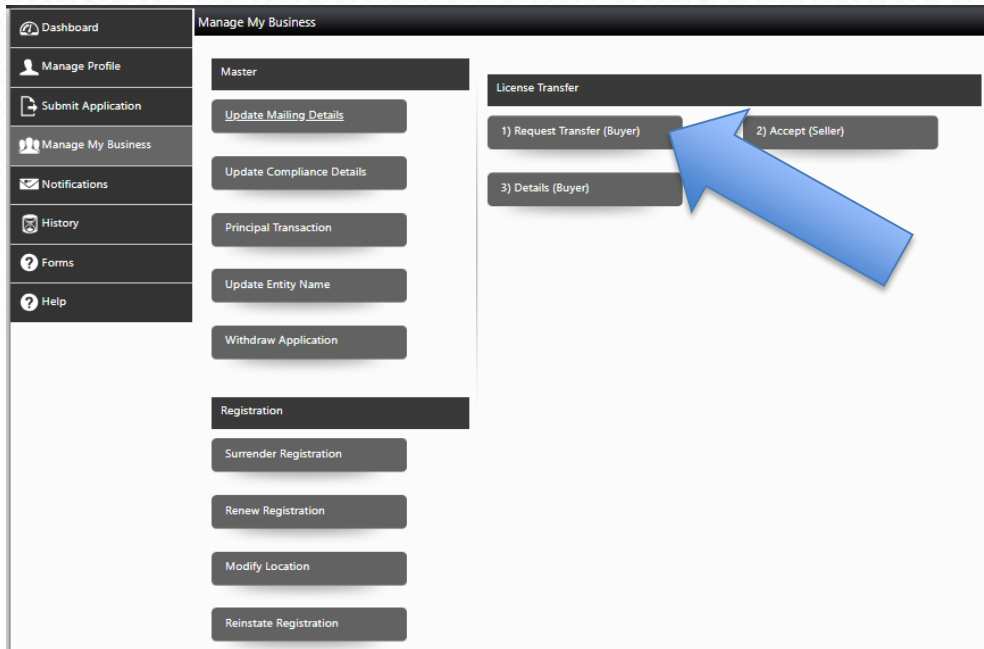 Dashboard
Manage Profile
Submit Application
Manage My Business
Notifications
History
Forms
Help
Manage My Business
Master
Update Mailing Details
Update Compliance Details
Principal Transaction
Update Entity Name
Withdraw Application
Registration
Surrender Registration
Renew Registration
Modify Location
Reinstate Registration
License Transfer
1) Request Transfer (Buyer)
2) Accept (Seller)
3) Details (Buyer)